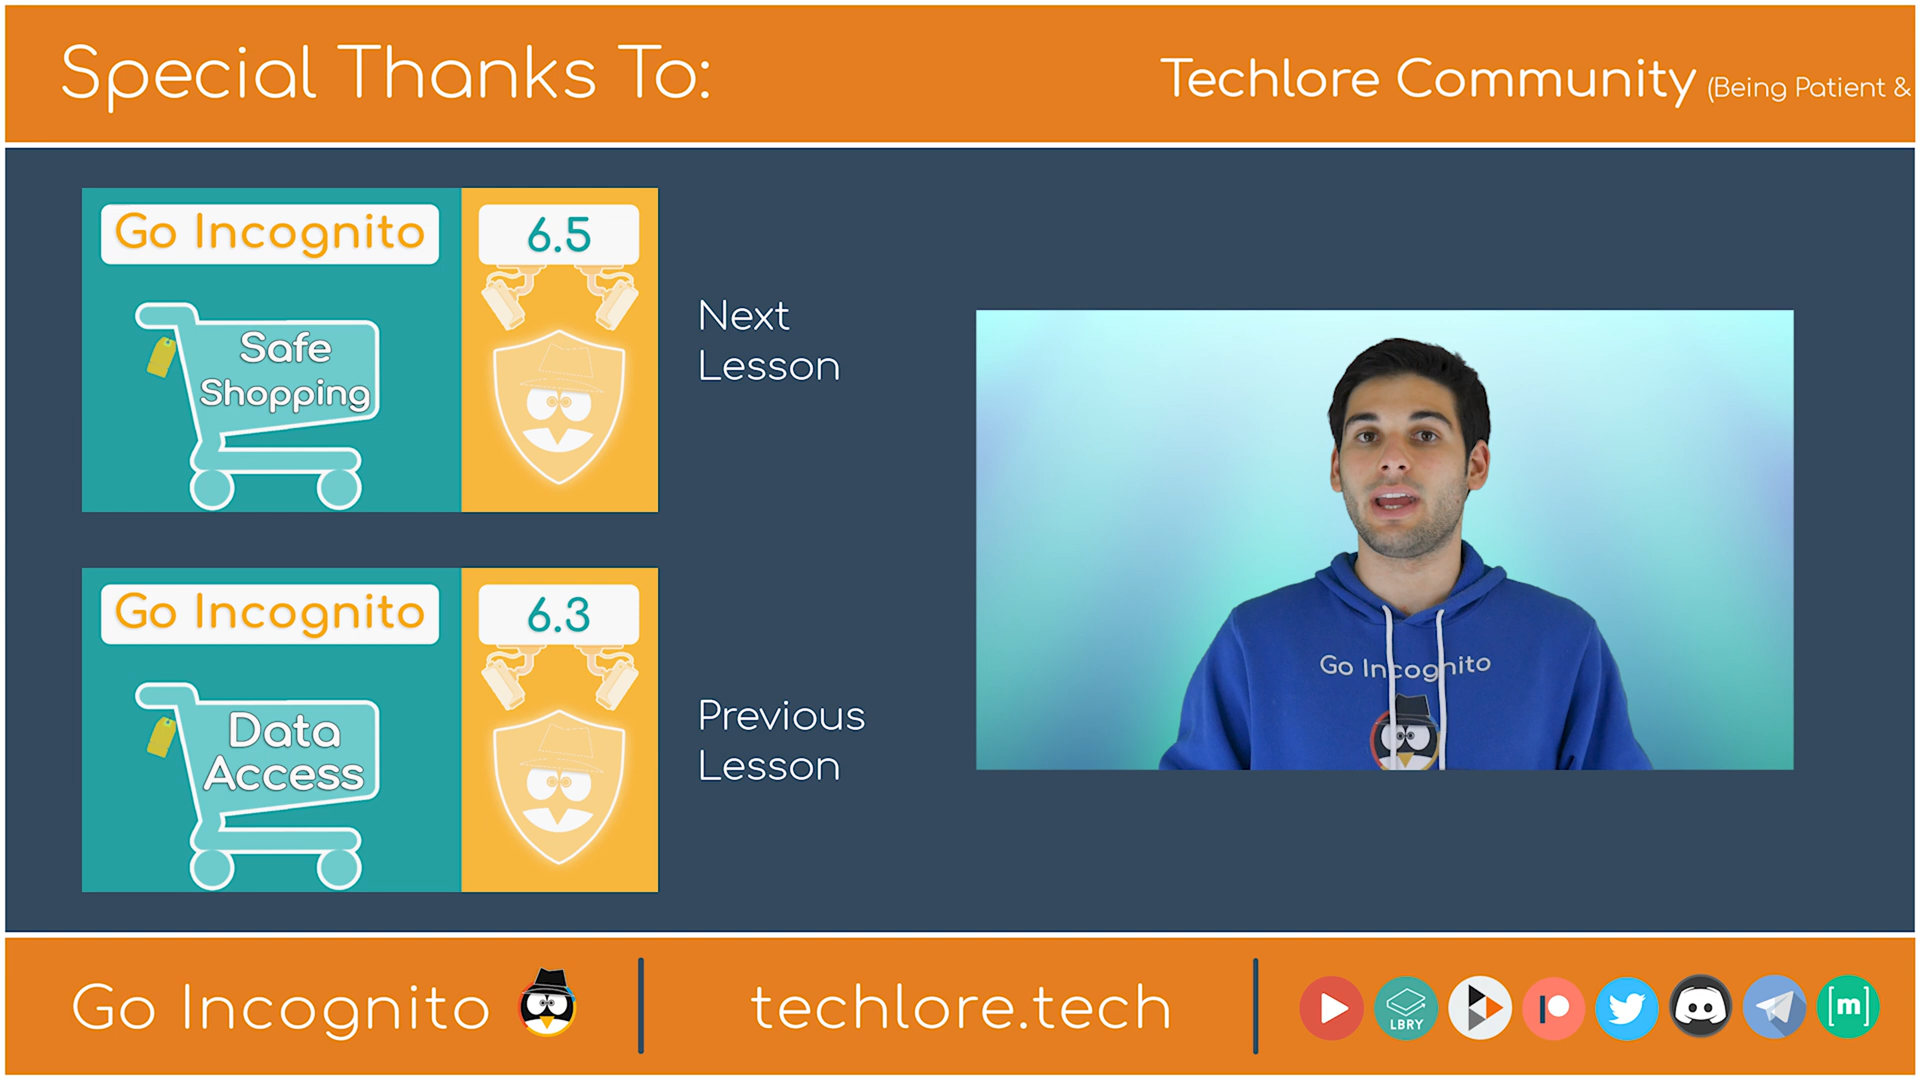 Special Thanks To:
Techlore Community (Being Patient &
Go Incognito
6.5
Safe
Shopping
Next
Lesson
Go Incognito
6.3
Data
Access
Previous
Lesson
Go Incognito
Go Incognito
techlore.tech
LBRY
[m]